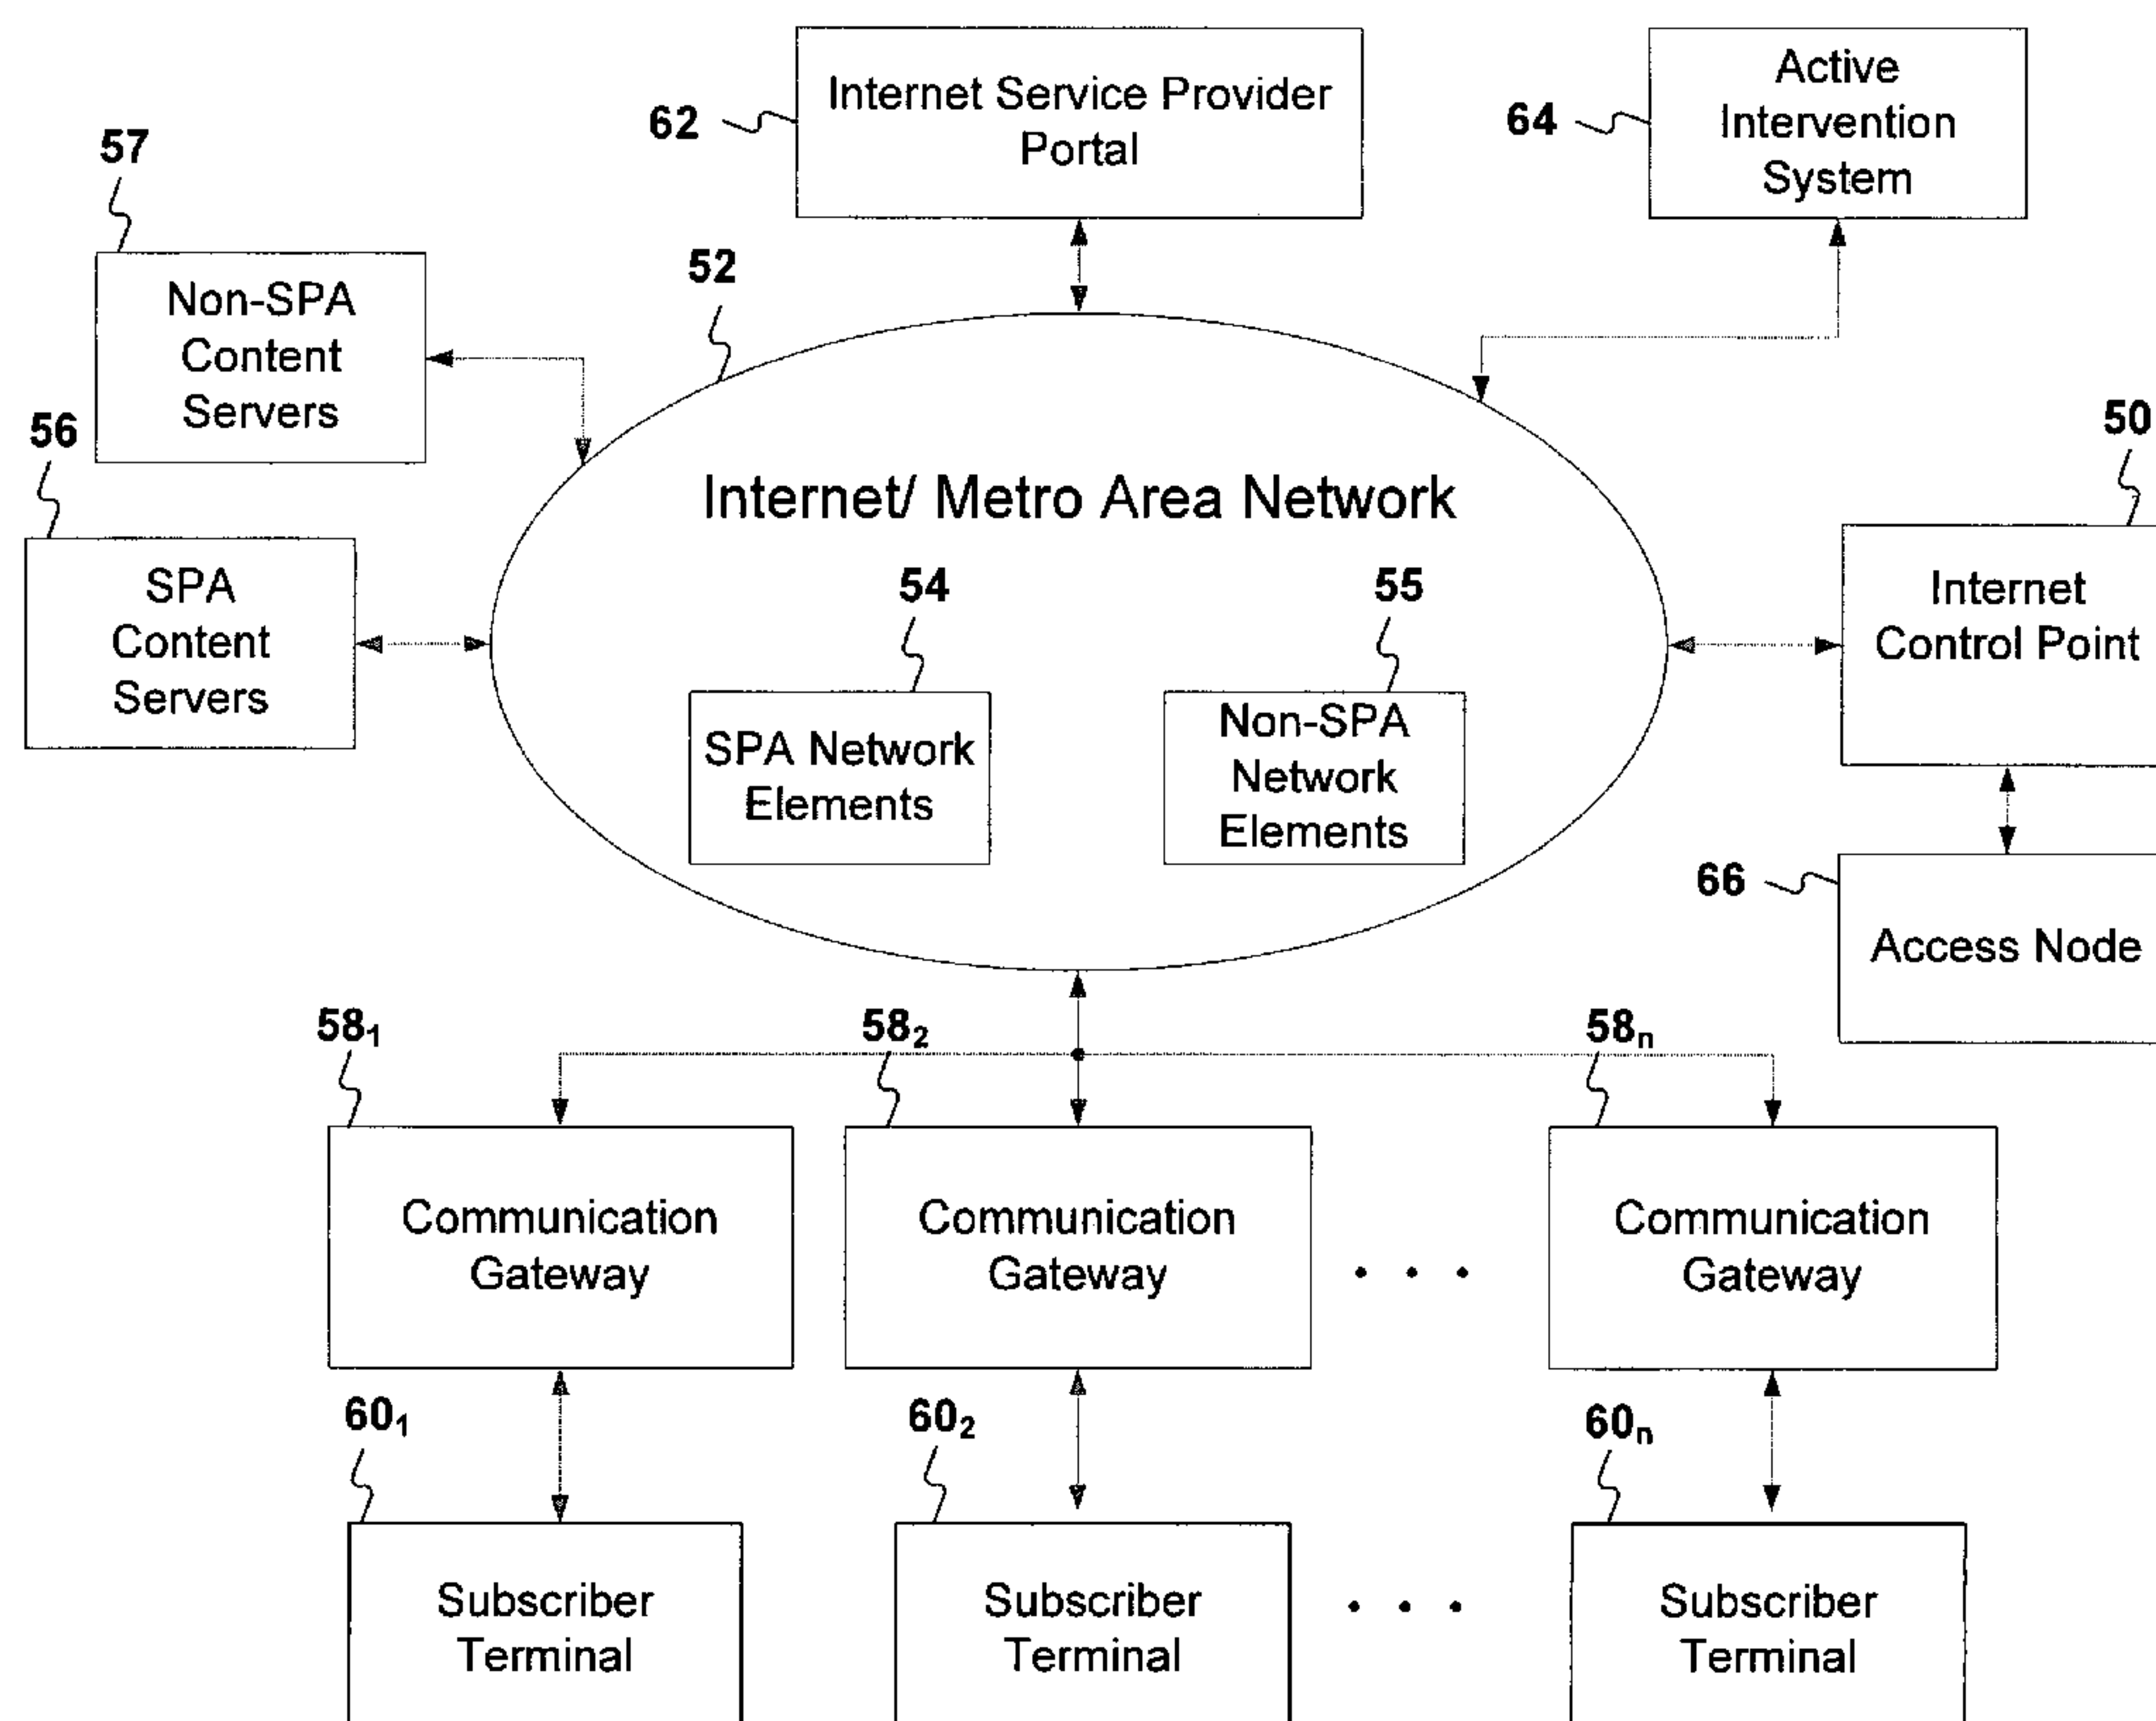 62
Internet Service Provider
Portal
64
Active
Intervention
System
57
Non-SPA
Content
Servers
52
56
SPA
Content
Servers
Internet/ Metro Area Network
54
SPA Network
Elements
55
Non-SPA
Network
Elements
50
Internet
Control Point
66
Access Node
58₁
Communication
Gateway
58₂
Communication
Gateway
• • •
58ₙ
Communication
Gateway
60₁
Subscriber
Terminal
60₂
Subscriber
Terminal
• • •
60ₙ
Subscriber
Terminal